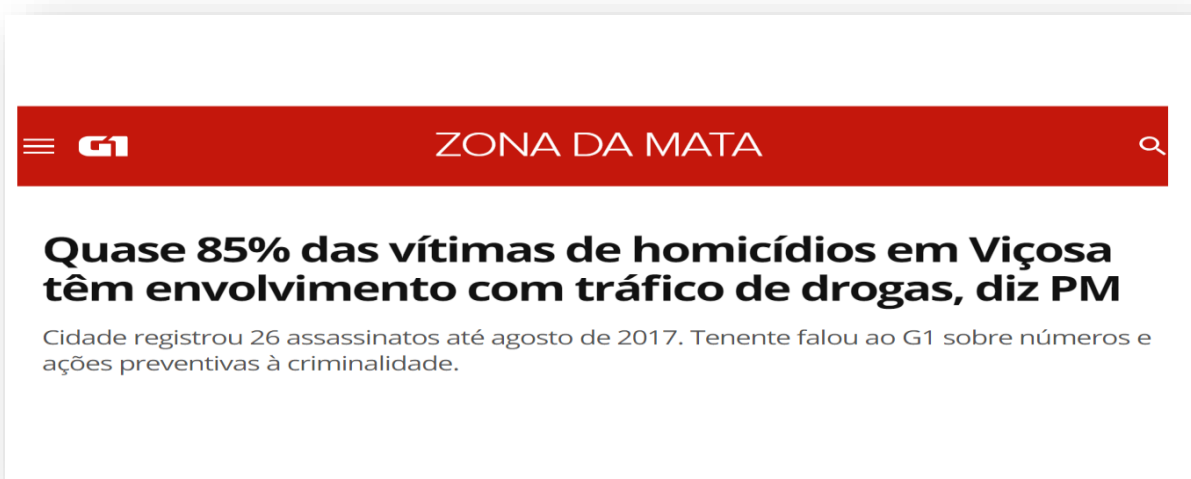 G1
ZONA DA MATA
Quase 85% das vítimas de homicídios em Viçosa
têm envolvimento com tráfico de drogas, diz PM
Cidade registrou 26 assassinatos até agosto de 2017. Tenente falou ao G1 sobre números e
ações preventivas à criminalidade.